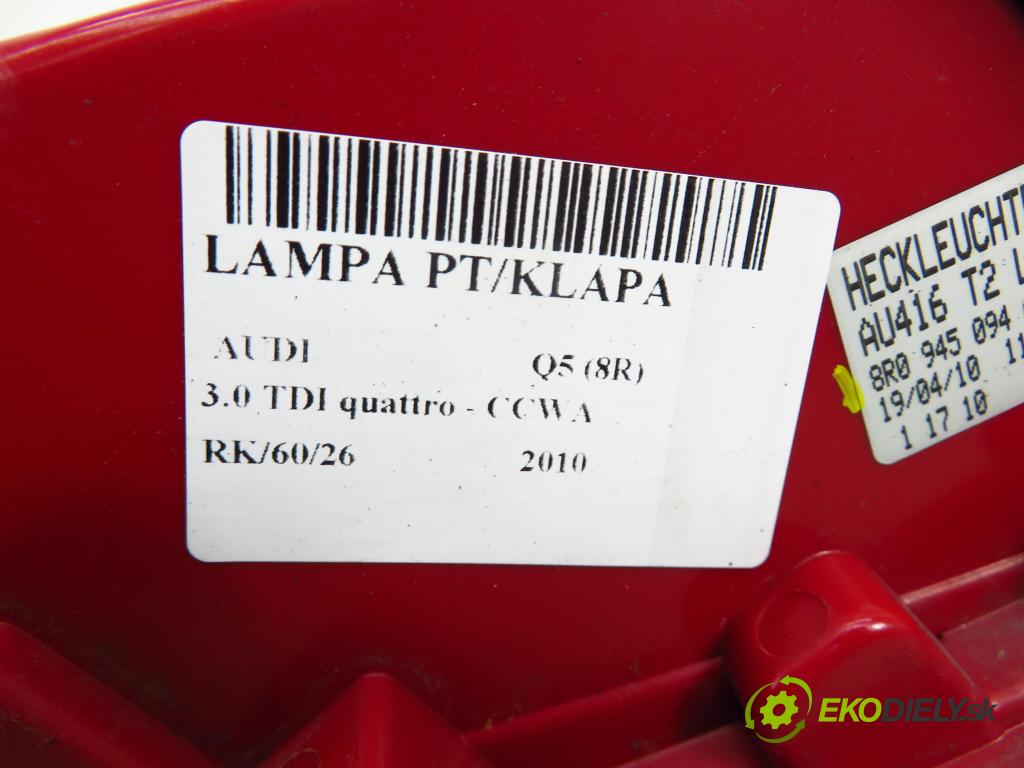 LAMPA PT/KLAPA
AUDI Q5 (8R)
3.0 TDI quattro - CCWA
RK/60/26 2010
AU416 T2
8R0 945 094
19/04/10 11
1 17 10
EKODIELY.sk